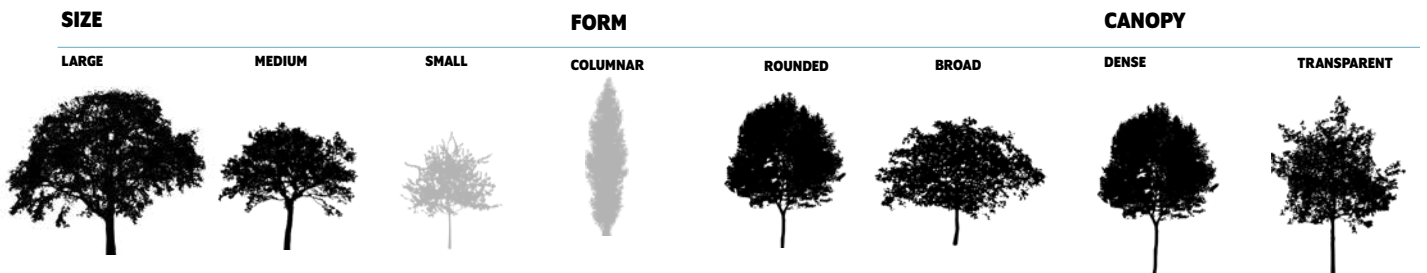 SIZE
FORM
CANOPY
LARGE
MEDIUM
SMALL
COLUMNAR
ROUNDED
BROAD
DENSE
TRANSPARENT